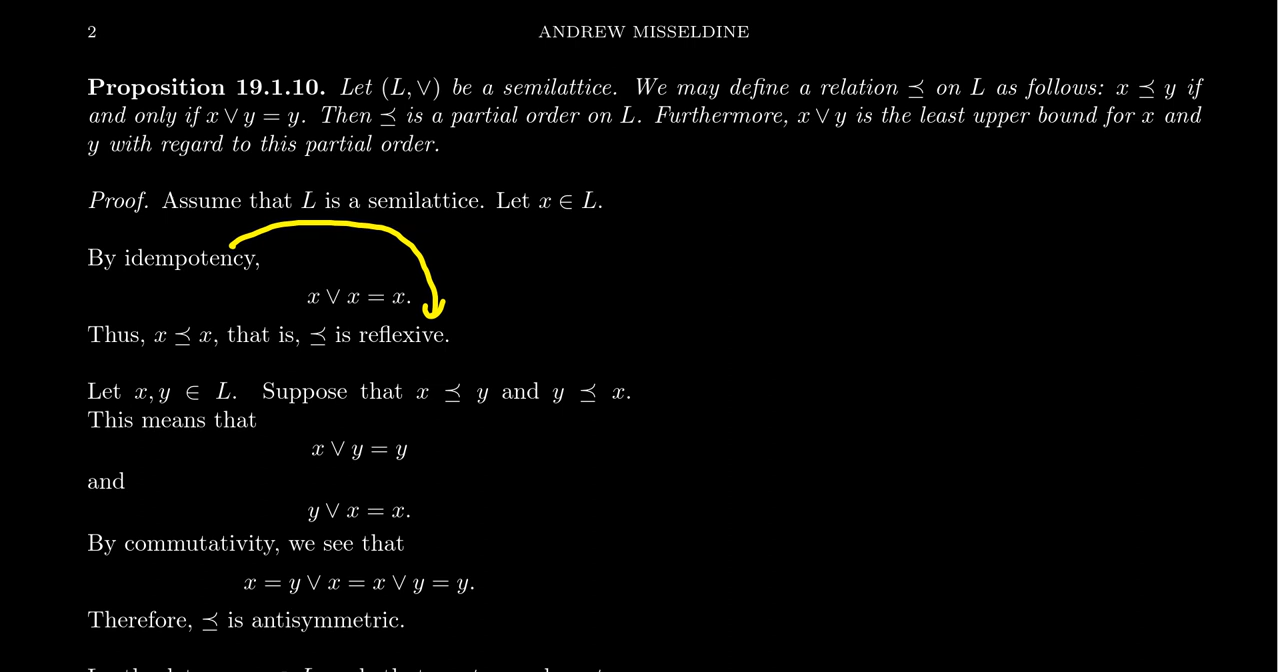 2
ANDREW MISSELDINE
Proposition 19.1.10. Let (L, ∨) be a semilattice. We may define a relation ⪯ on L as follows: x ⪯ y if
and only if x ∨ y = y. Then ⪯ is a partial order on L. Furthermore, x ∨ y is the least upper bound for x and
y with regard to this partial order.
Proof. Assume that L is a semilattice. Let x ∈ L.
By idempotency,
x ∨ x = x.
Thus, x ⪯ x, that is, ⪯ is reflexive.
Let x, y ∈ L. Suppose that x ⪯ y and y ⪯ x.
This means that
x ∨ y = y
and
y ∨ x = x.
By commutativity, we see that
x = y ∨ x = x ∨ y = y.
Therefore, ⪯ is antisymmetric.